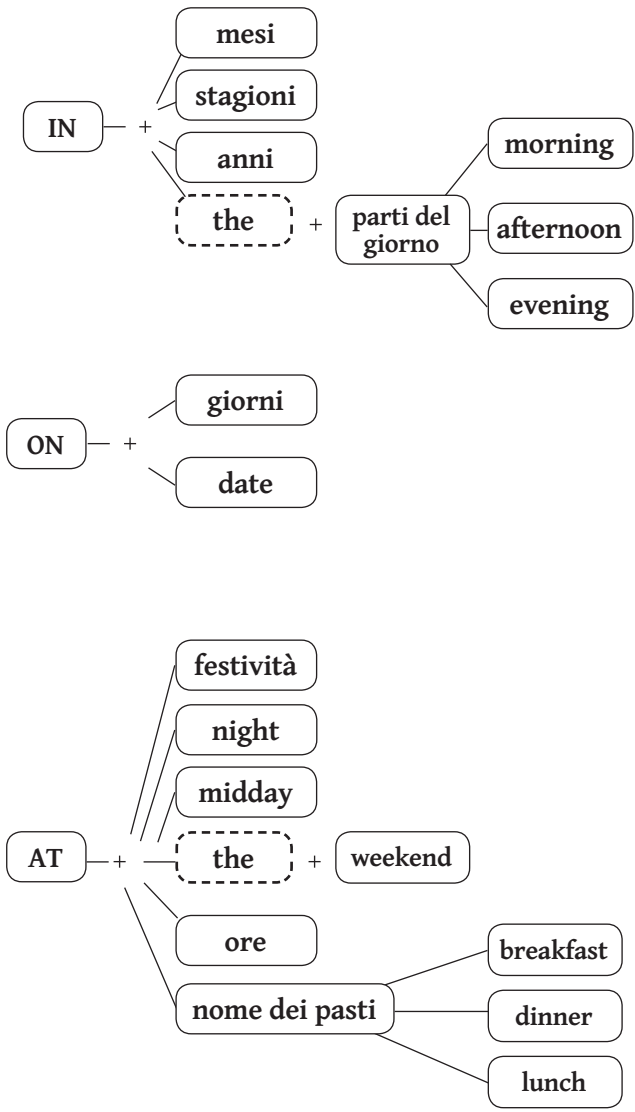 mesi
stagioni
IN
+
anni
the
+
parti del
giorno
morning
afternoon
evening
giorni
ON
+
date
festività
night
midday
AT
+
the
+
weekend
ore
nome dei pasti
breakfast
dinner
lunch